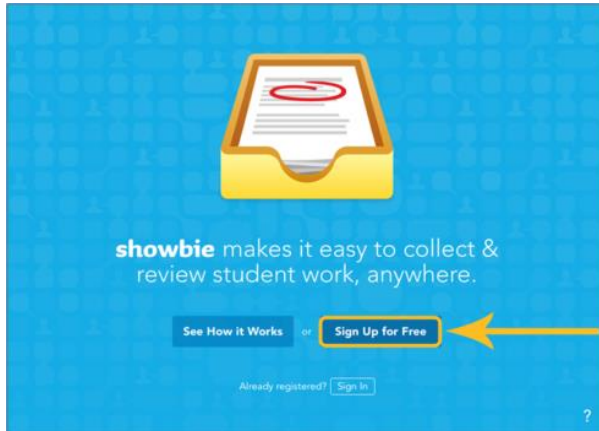 showbie makes it easy to collect &
review student work, anywhere.
See How it Works or Sign Up for Free
Already registered? Sign In
?